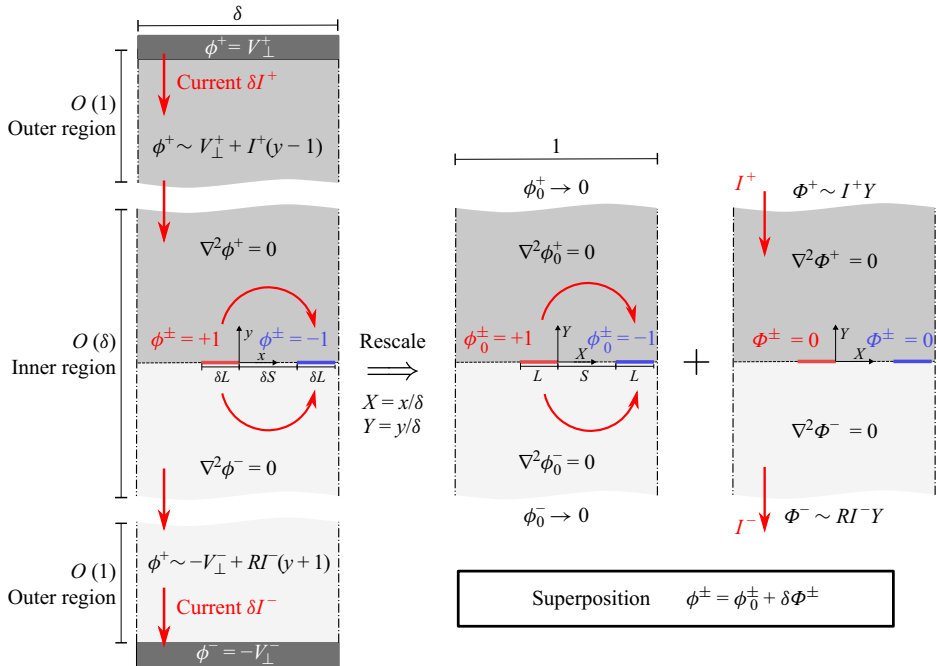 δ
ϕ⁺ = V⊥⁺
Current δI⁺
O (1)
Outer region
ϕ⁺ ~ V⊥⁺ + I⁺(y − 1)
∇²ϕ⁺ = 0
ϕ± = +1
y
ϕ± = −1
x
O (δ)
Inner region
δL
δS
δL
∇²ϕ⁻ = 0
ϕ⁺ ~ −V⊥⁻ + RI⁻(y + 1)
O (1)
Outer region
Current δI⁻
ϕ⁻ = −V⊥⁻
Rescale
⟹
X = x/δ
Y = y/δ
1
ϕ₀⁺ → 0
∇²ϕ₀⁺ = 0
ϕ₀± = +1
Y
ϕ₀± = −1
X
L
S
L
∇²ϕ₀⁻ = 0
ϕ₀⁻ → 0
+
I⁺
Φ⁺ ~ I⁺Y
∇²Φ⁺ = 0
Φ± = 0
Y
Φ± = 0
X
∇²Φ⁻ = 0
I⁻
Φ⁻ ~ RI⁻Y
Superposition ϕ± = ϕ₀± + δΦ±